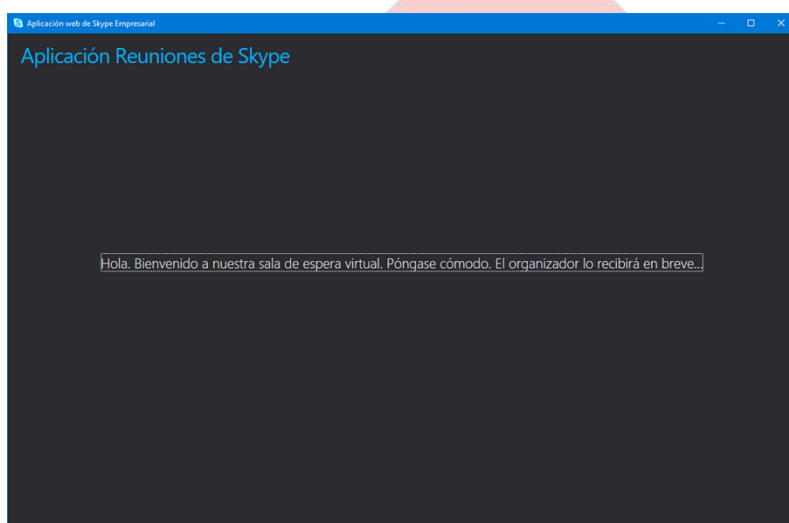 Aplicación web de Skype Empresarial
Aplicación Reuniones de Skype
Hola. Bienvenido a nuestra sala de espera virtual. Póngase cómodo. El organizador lo recibirá en breve...